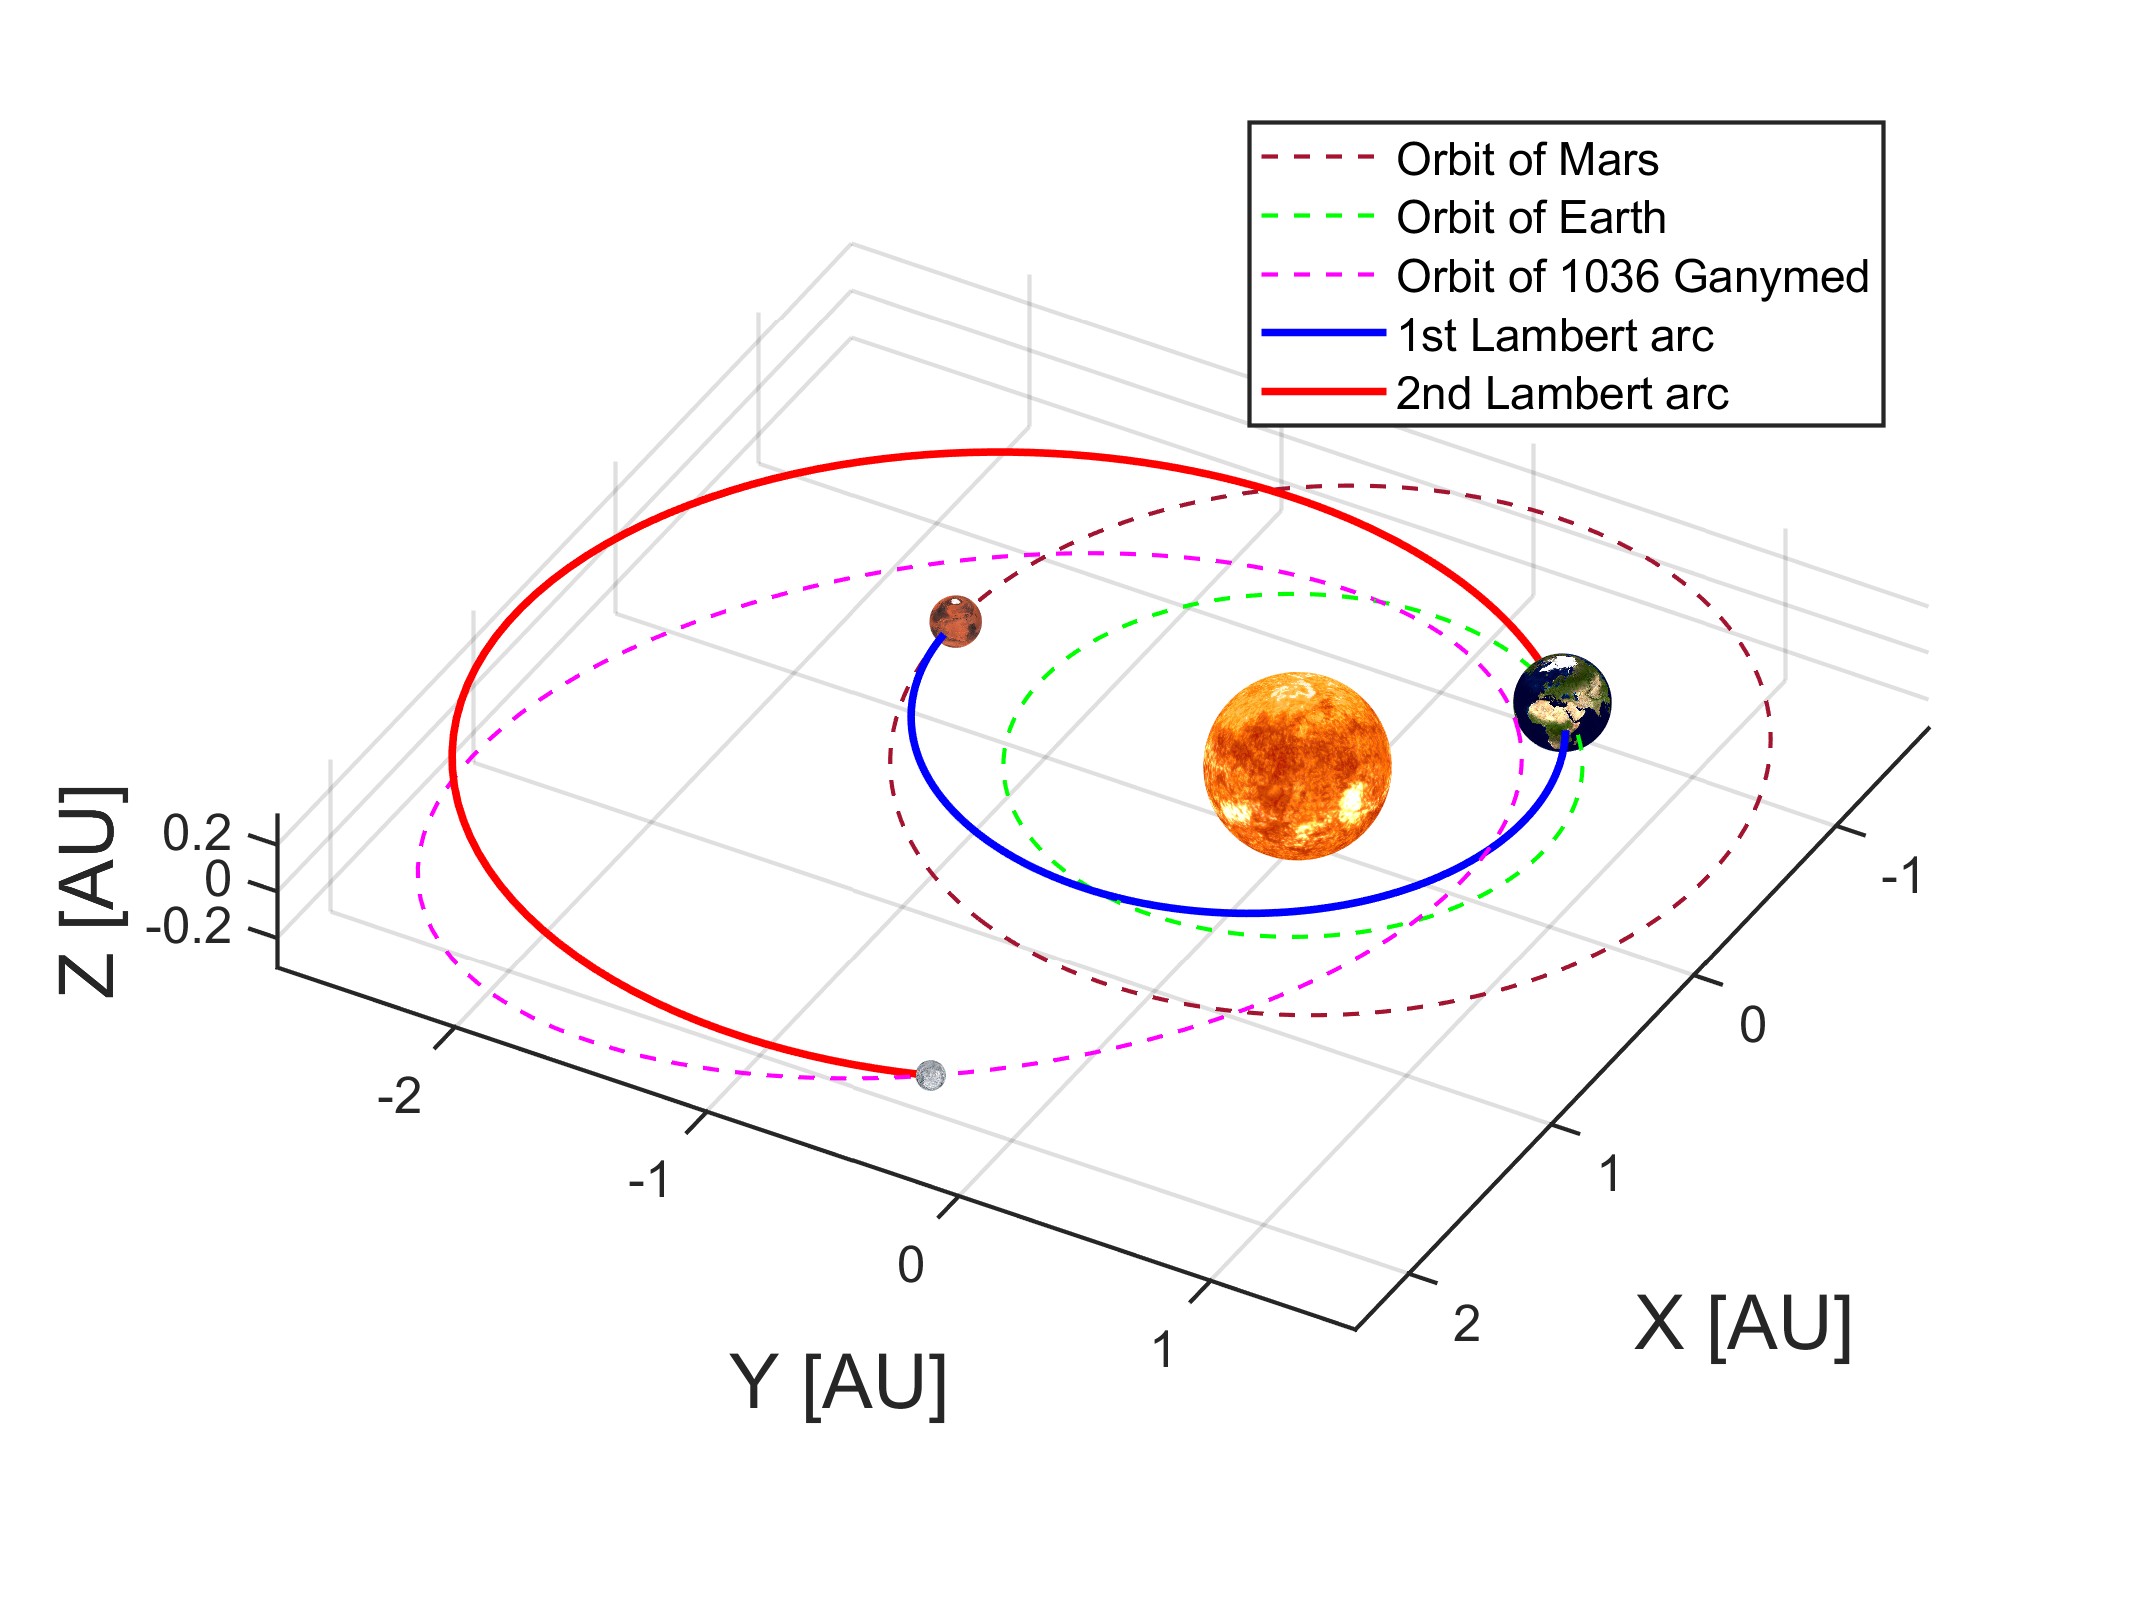 Orbit of Mars
Orbit of Earth
Orbit of 1036 Ganymed
1st Lambert arc
2nd Lambert arc
Z [AU]
0.2
0
-0.2
-2
-1
0
1
Y [AU]
-1
0
1
2
X [AU]